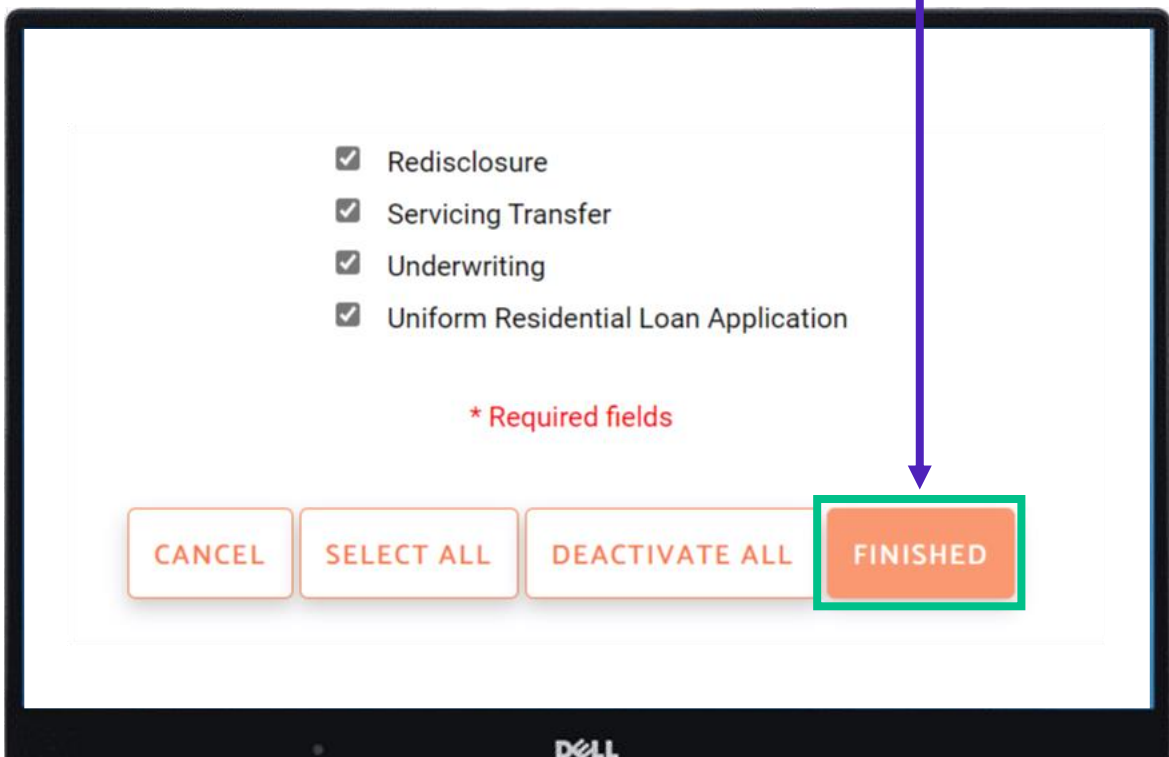 Redisclosure
Servicing Transfer
Underwriting
Uniform Residential Loan Application
* Required fields
CANCEL SELECT ALL DEACTIVATE ALL FINISHED
DELL